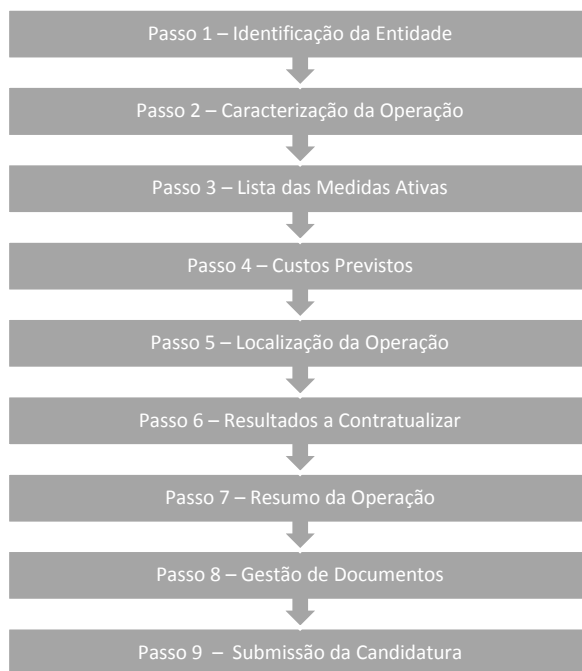 Passo 1 – Identificação da Entidade
Passo 2 – Caracterização da Operação
Passo 3 – Lista das Medidas Ativas
Passo 4 – Custos Previstos
Passo 5 – Localização da Operação
Passo 6 – Resultados a Contratualizar
Passo 7 – Resumo da Operação
Passo 8 – Gestão de Documentos
Passo 9 – Submissão da Candidatura